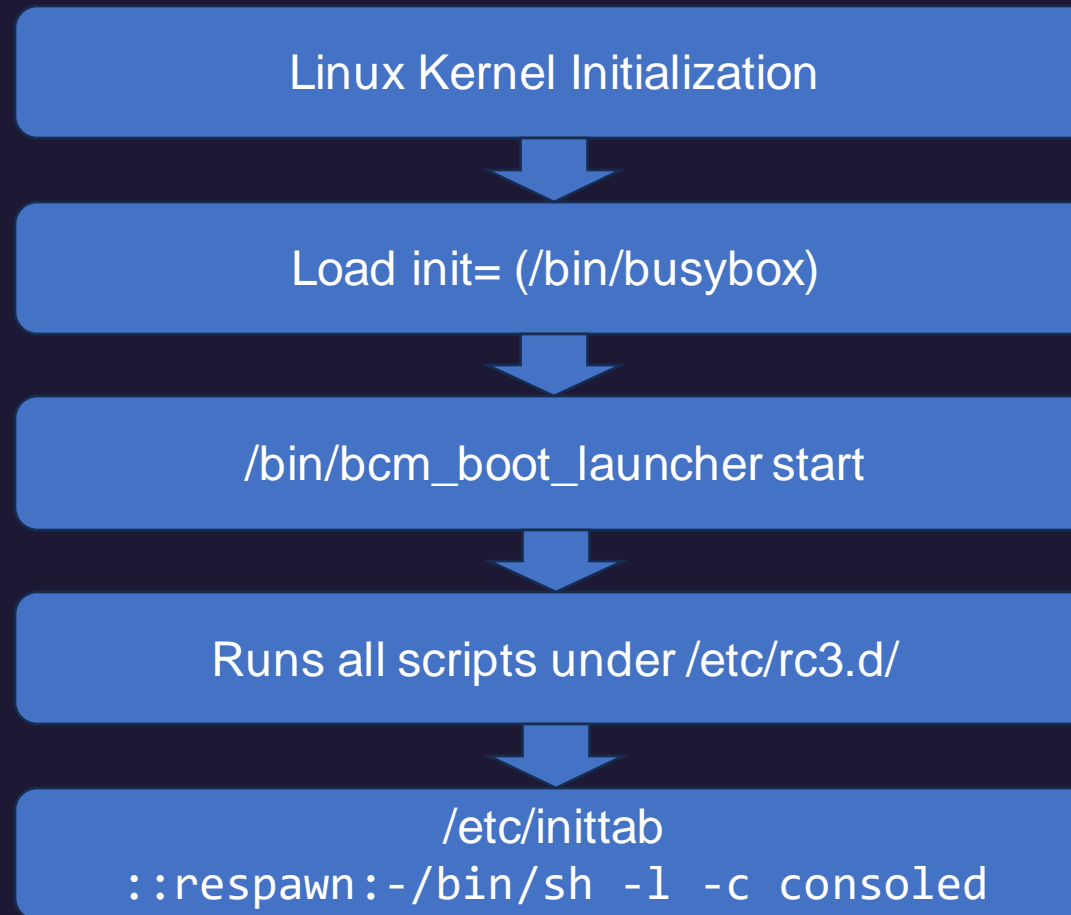 Linux Kernel Initialization
Load init= (/bin/busybox)
/bin/bcm_boot_launcher start
Runs all scripts under /etc/rc3.d/
/etc/inittab
::respawn:-/bin/sh -l -c consoled